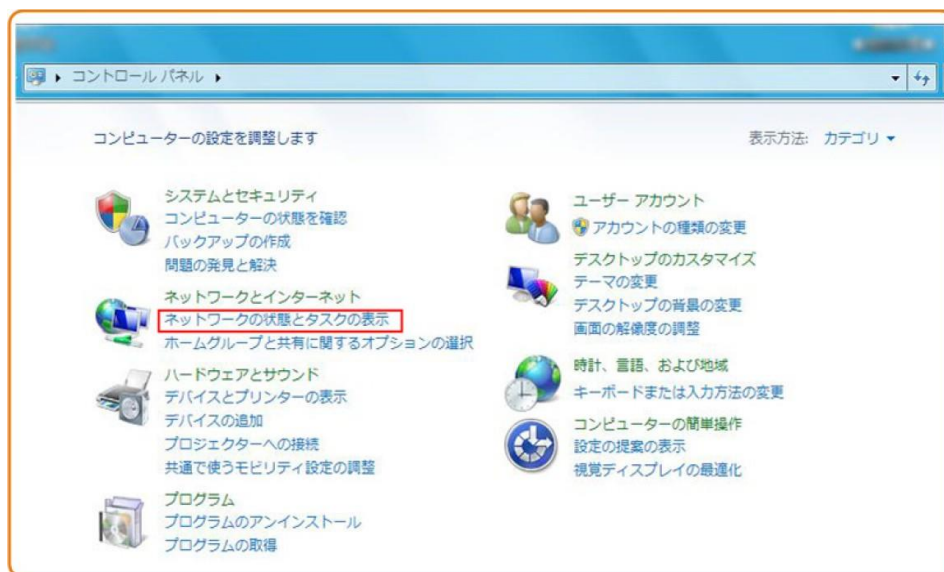 コントロール パネル
コンピューターの設定を調整します
表示方法: カテゴリ
システムとセキュリティ
コンピューターの状態を確認
バックアップの作成
問題の発見と解決
ネットワークとインターネット
ネットワークの状態とタスクの表示
ホームグループと共有に関するオプションの選択
ハードウェアとサウンド
デバイスとプリンターの表示
デバイスの追加
プロジェクターへの接続
共通で使うモビリティ設定の調整
プログラム
プログラムのアンインストール
プログラムの取得
ユーザー アカウント
アカウントの種類の変更
デスクトップのカスタマイズ
テーマの変更
デスクトップの背景の変更
画面の解像度の調整
時計、言語、および地域
キーボードまたは入力方法の変更
コンピューターの簡単操作
設定の提案の表示
視覚ディスプレイの最適化